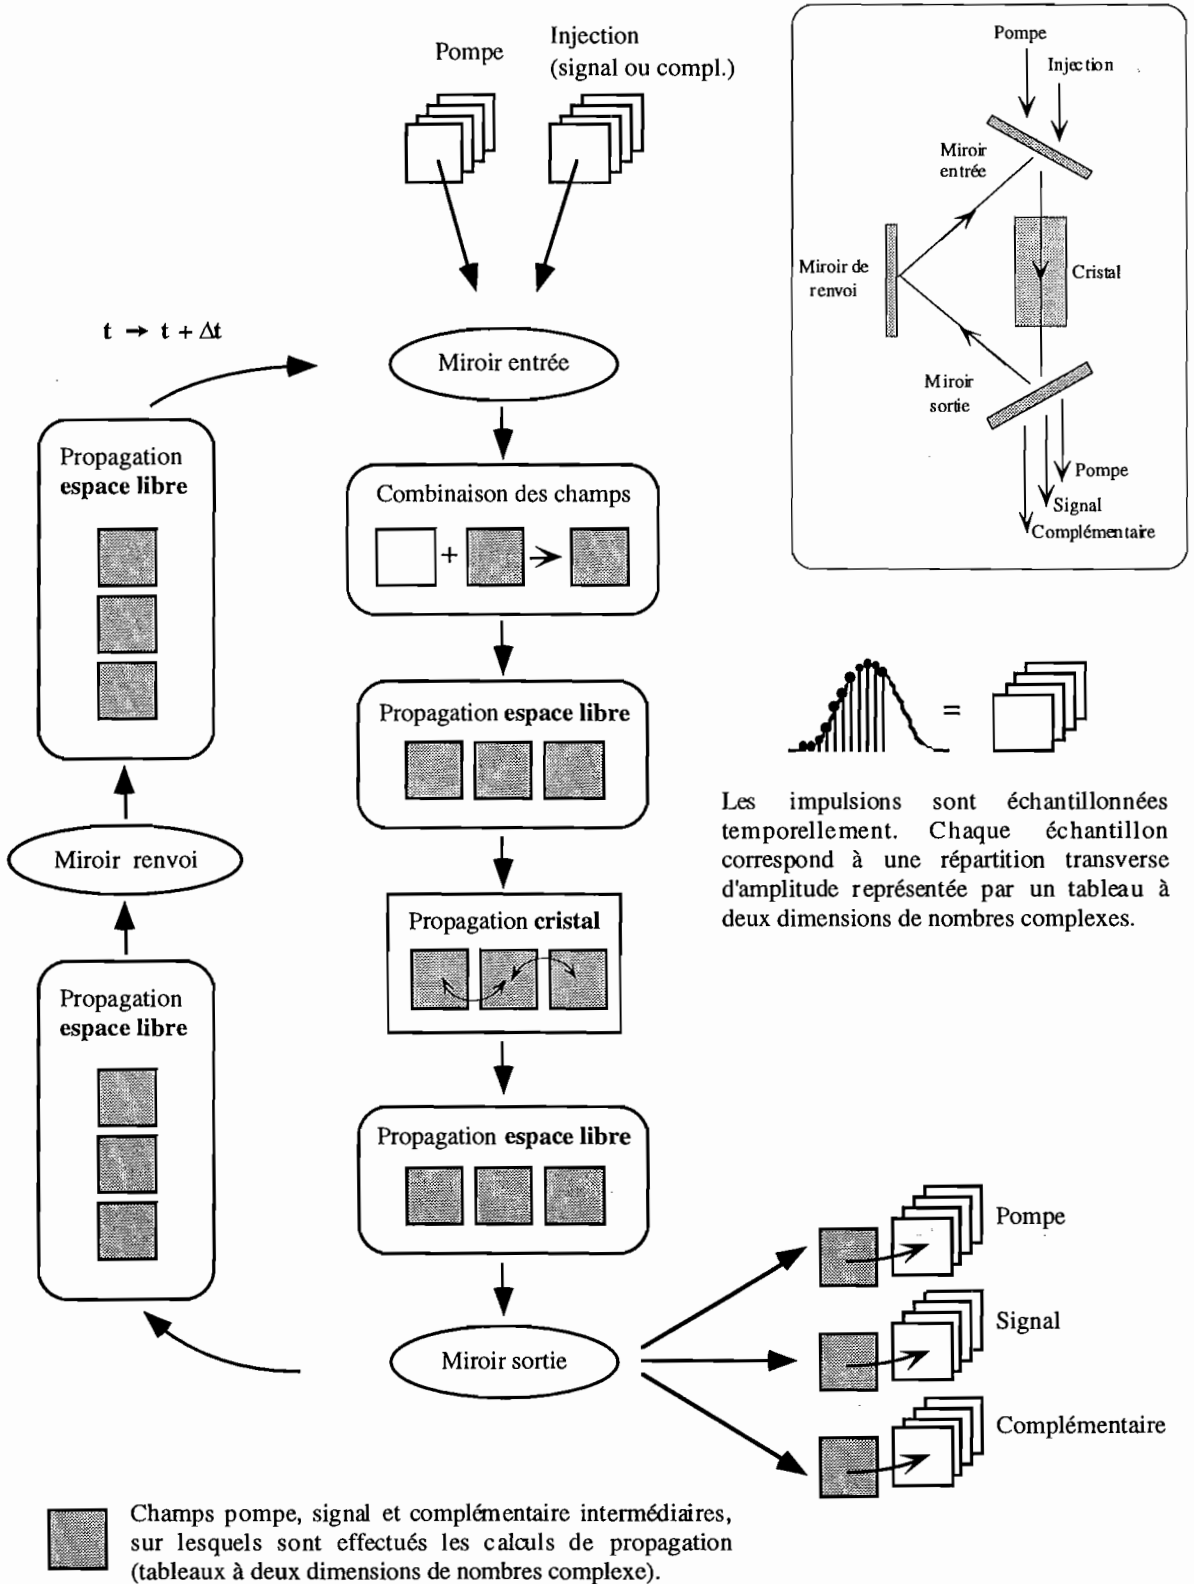 Pompe
Injection
(signal ou compl.)
Pompe
Injection
Miroir
entrée
Miroir de
renvoi
Cristal
Miroir
sortie
Pompe
Signal
Complémentaire
t → t + Δt
Miroir entrée
Propagation
espace libre
Combinaison des champs
+
Propagation espace libre
=
Les impulsions sont échantillonnées
temporellement. Chaque échantillon
correspond à une répartition transverse
d'amplitude représentée par un tableau à
deux dimensions de nombres complexes.
Miroir renvoi
Propagation cristal
Propagation
espace libre
Propagation espace libre
Miroir sortie
Pompe
Signal
Complémentaire
Champs pompe, signal et complémentaire intermédiaires,
sur lesquels sont effectués les calculs de propagation
(tableaux à deux dimensions de nombres complexe).